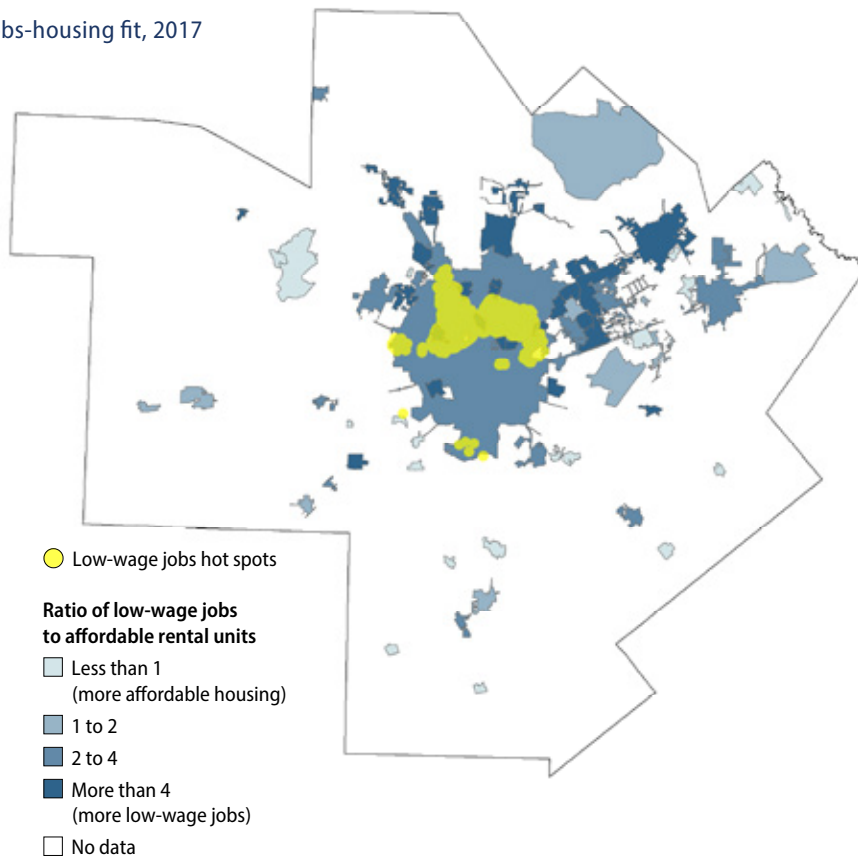 bs-housing fit, 2017
Low-wage jobs hot spots
Ratio of low-wage jobs
to affordable rental units
Less than 1
(more affordable housing)
1 to 2
2 to 4
More than 4
(more low-wage jobs)
No data